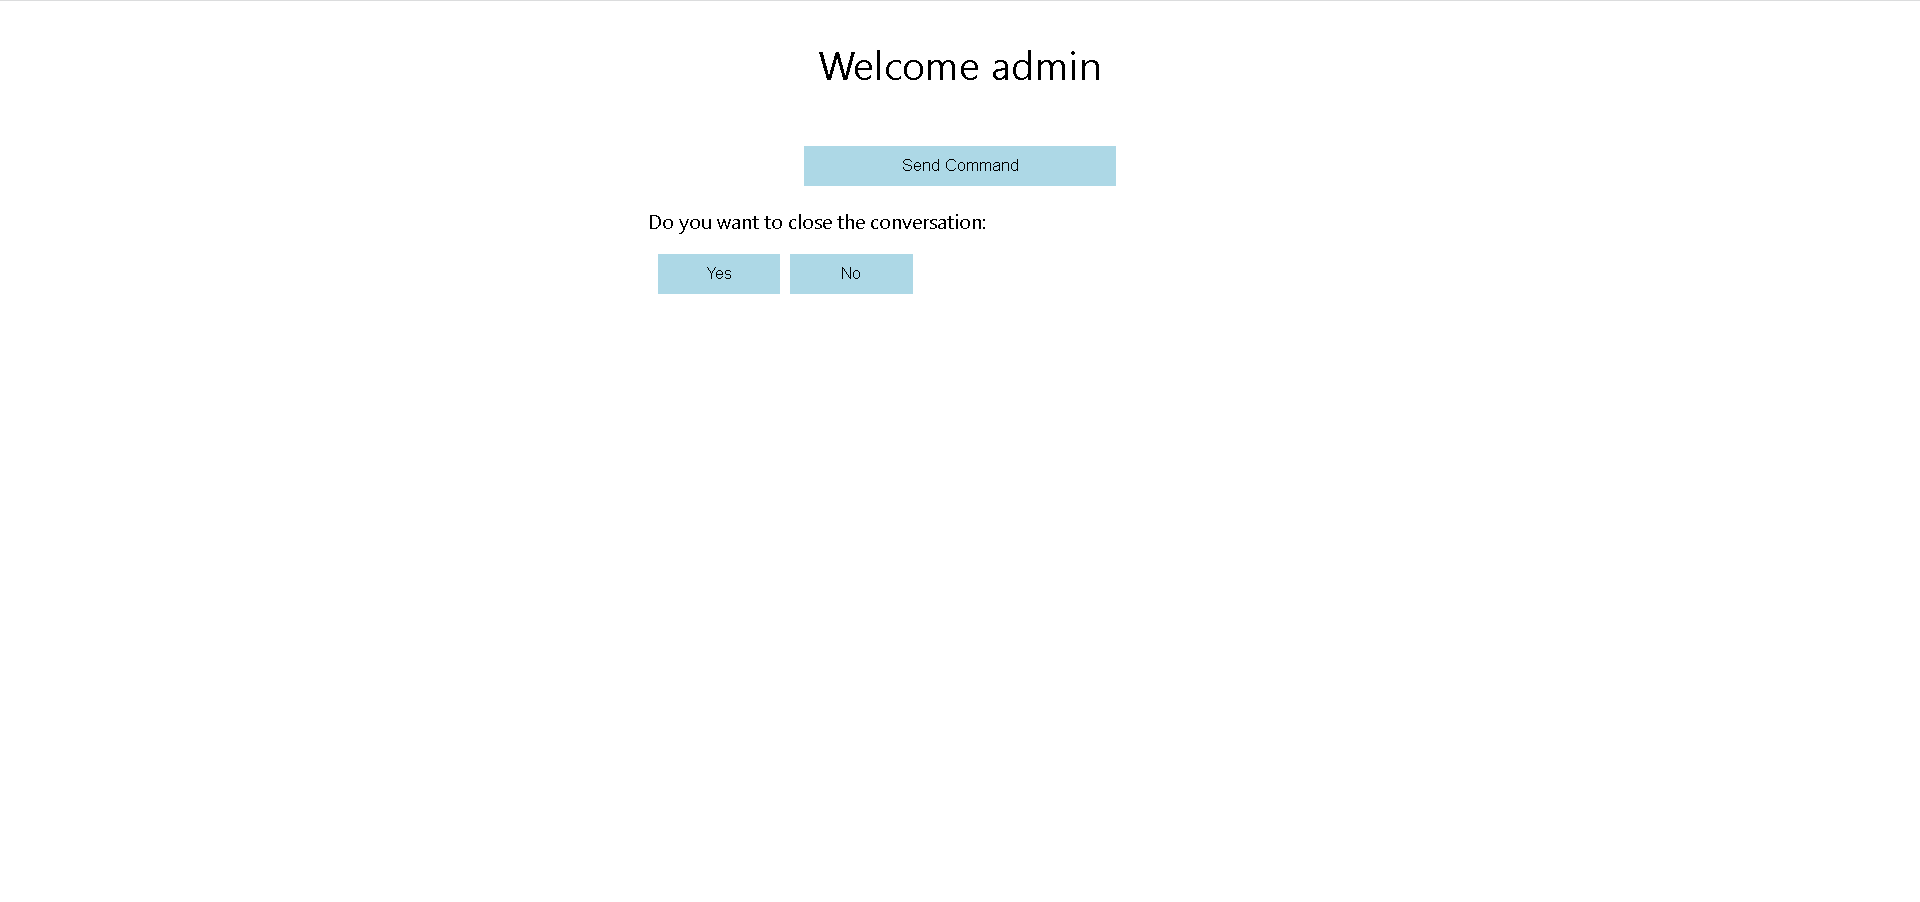 Welcome admin
Send Command
Do you want to close the conversation:
Yes No